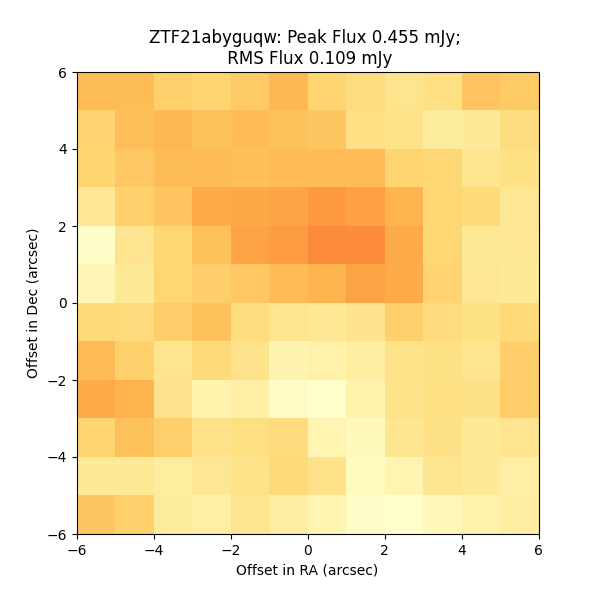 ZTF21abyguqw: Peak Flux 0.455 mJy;
RMS Flux 0.109 mJy
6
4
2
0
−2
−4
−6
Offset in Dec (arcsec)
−6 −4 −2 0 2 4 6
Offset in RA (arcsec)